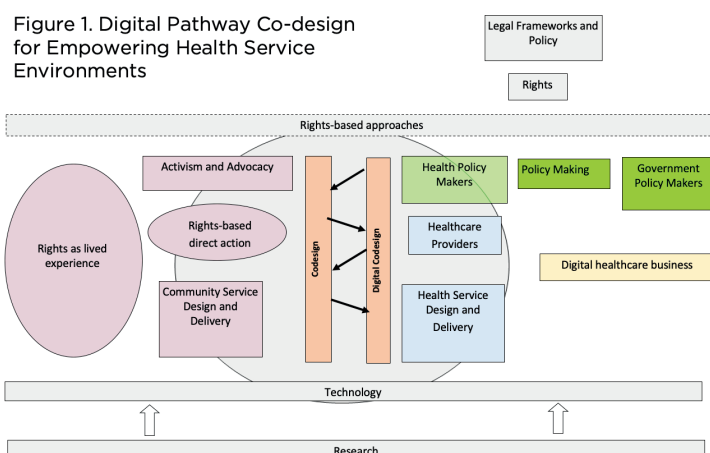 Figure 1. Digital Pathway Co-design
for Empowering Health Service
Environments
Legal Frameworks and
Policy
Rights
Rights-based approaches
Activism and Advocacy
Health Policy
Makers
Policy Making
Government
Policy Makers
Rights as lived
experience
Rights-based
direct action
Codesign
Digital Codesign
Healthcare
Providers
Digital healthcare business
Community Service
Design and
Delivery
Health Service
Design and
Delivery
Technology
Research